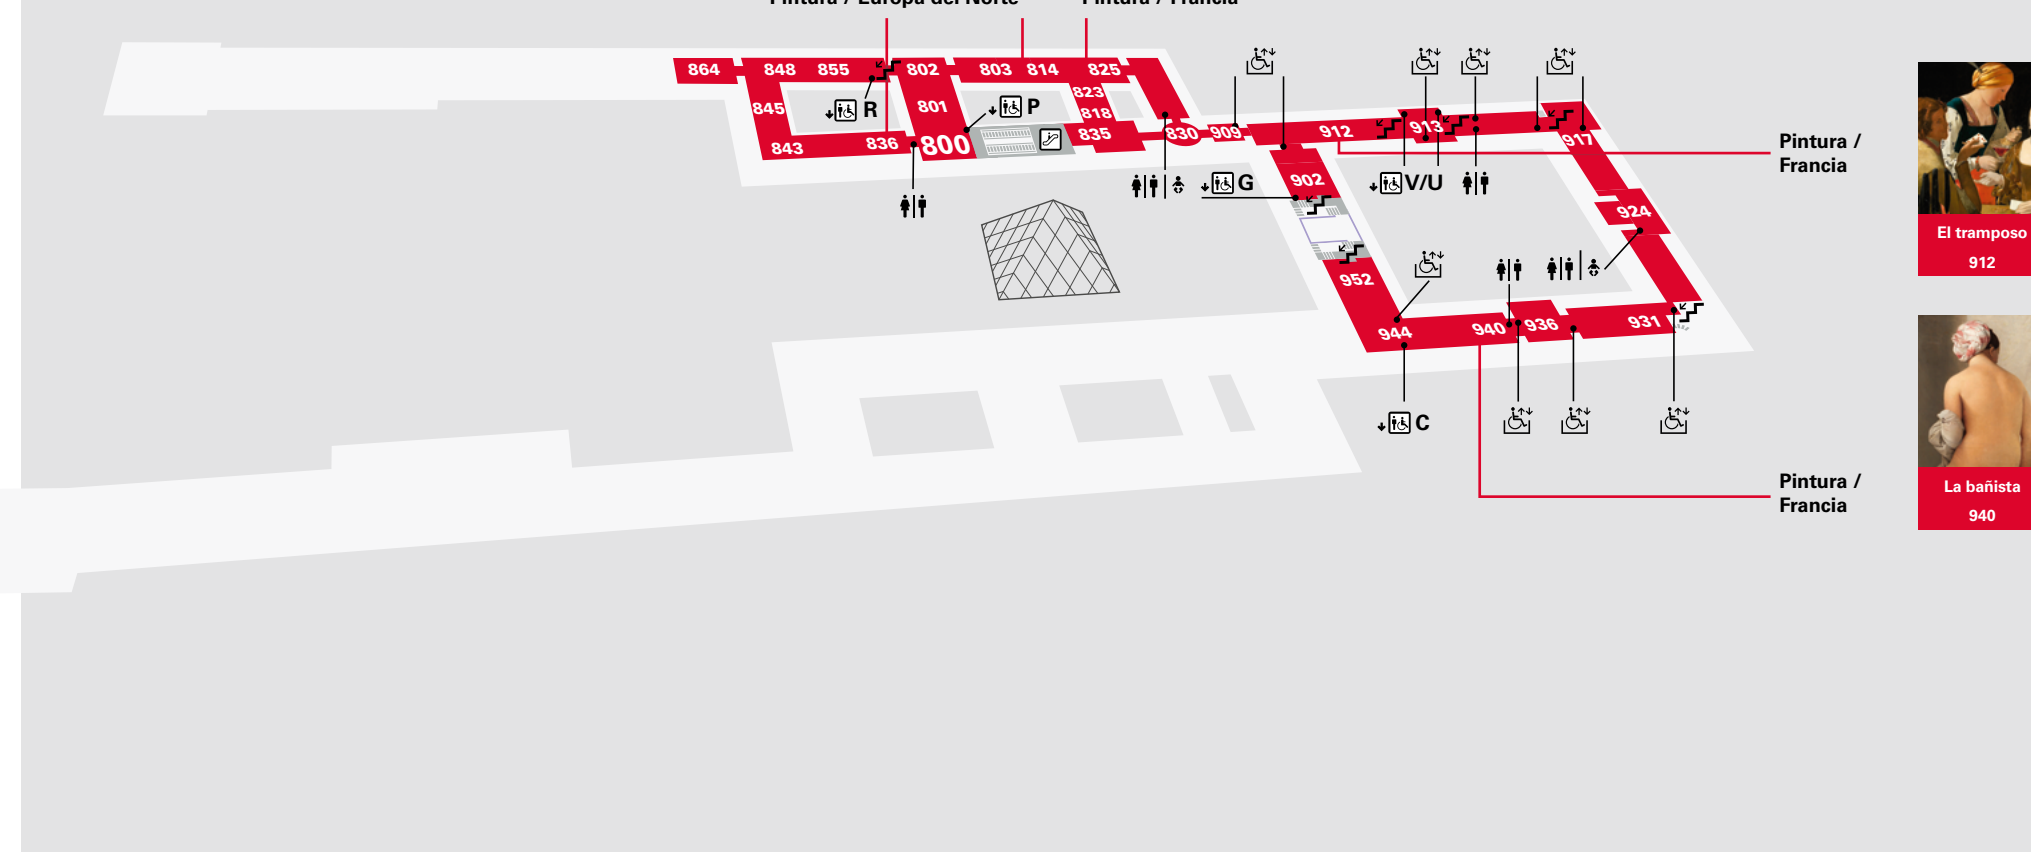 Pintura / Europa del Norte
Pintura / Francia
864
848
855
802
803
814
825
845
R
801
P
823
818
843
836
800
835
830
909
912
913
917
Pintura /
Francia
902
G
V/U
924
952
944
940
936
931
C
Pintura /
Francia
El tramposo
912
La bañista
940